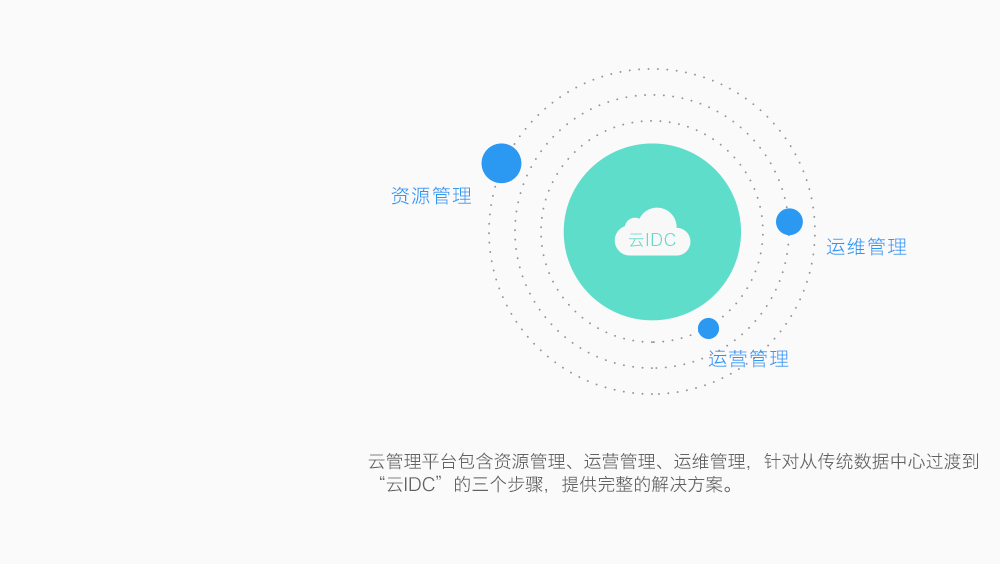 资源管理
云IDC
运维管理
运营管理
云管理平台包含资源管理、运营管理、运维管理，针对从传统数据中心过渡到
“云IDC”的三个步骤，提供完整的解决方案。